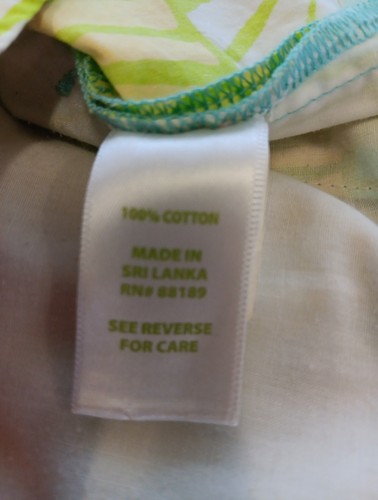 100% COTTON
MADE IN
SRI LANKA
RN# 88189
SEE REVERSE
FOR CARE